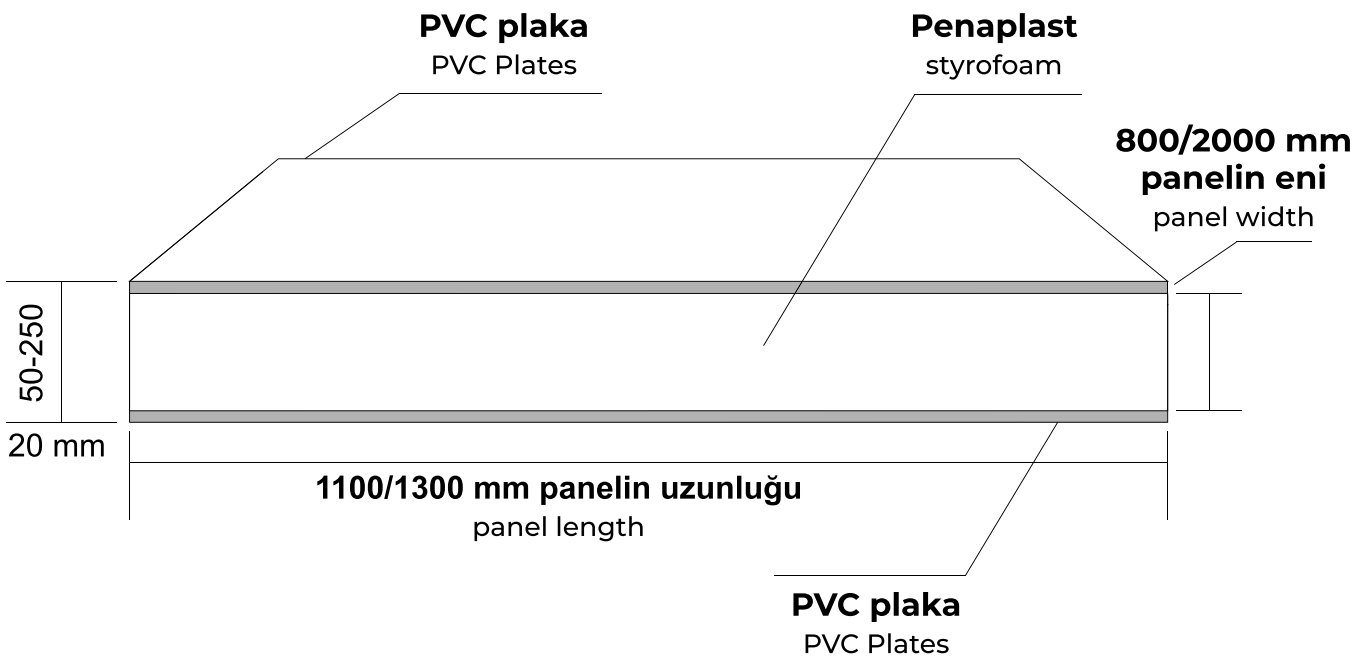 PVC plaka
PVC Plates
Penaplast
styrofoam
800/2000 mm
panelin eni
panel width
50-250
20 mm
1100/1300 mm panelin uzunluğu
panel length
PVC plaka
PVC Plates